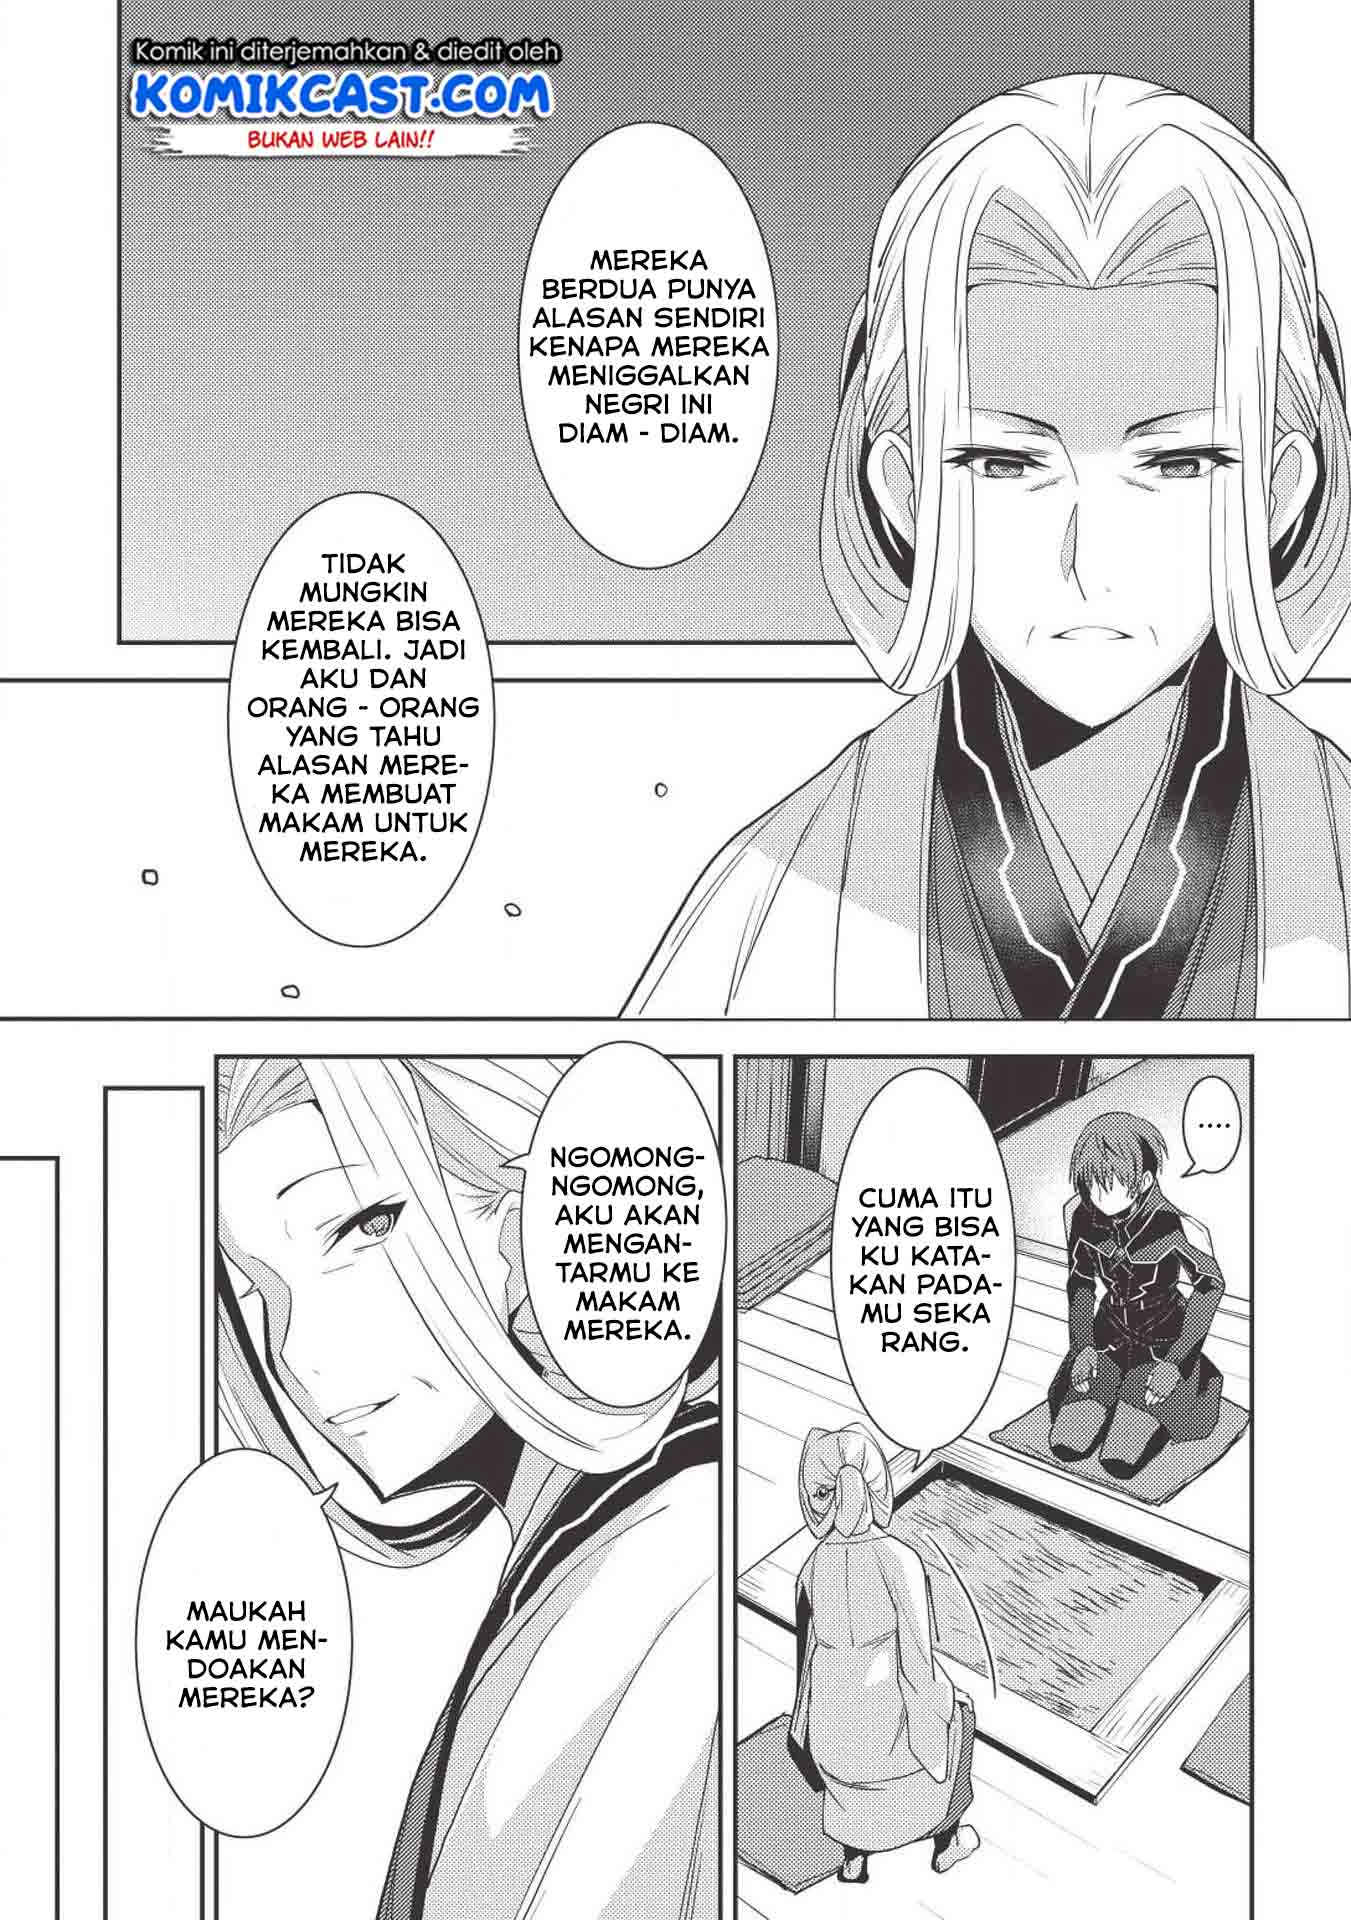 Komik ini diterjemahkan & diedit oleh
KOMIKCAST.COM
BUKAN WEB LAIN!!
MEREKA
BERDUA PUNYA
ALASAN SENDIRI
KENAPA MEREKA
MENIGGALKAN
NEGRI INI
DIAM - DIAM.
TIDAK
MUNGKIN
MEREKA BISA
KEMBALI. JADI
AKU DAN
ORANG - ORANG
YANG TAHU
ALASAN MERE-
KA MEMBUAT
MAKAM UNTUK
MEREKA.
....
CUMA ITU
YANG BISA
KU KATA-
KAN PADA-
MU SEKA
RANG.
NGOMONG-
NGOMONG,
AKU AKAN
MENGAN-
TARMU KE
MAKAM
MEREKA.
MAUKAH
KAMU MEN-
DOAKAN
MEREKA?